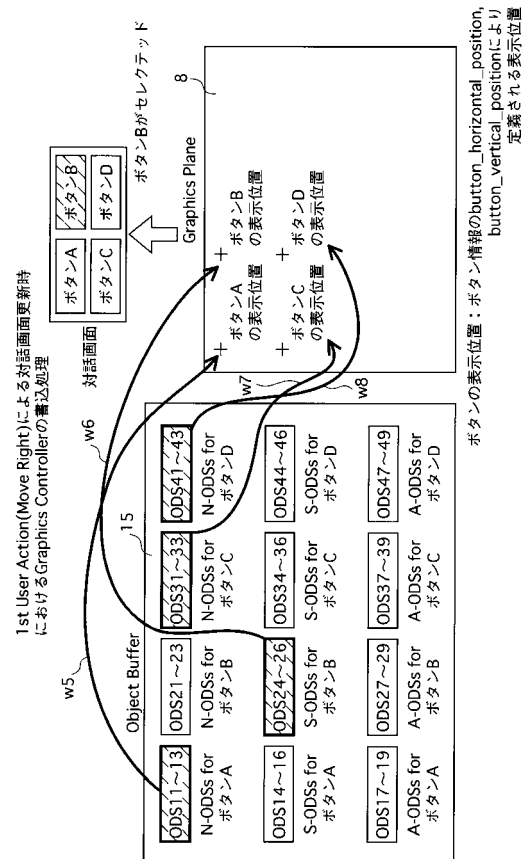 1st User Action(Move Right)による対話画面更新時
におけるGraphics Controllerの書込処理
w5
w6
w7
w8
Object Buffer
15
ODS11～13
N-ODSs for
ボタンA
ODS21～23
N-ODSs for
ボタンB
ODS31～33
N-ODSs for
ボタンC
ODS41～43
N-ODSs for
ボタンD
ODS14～16
S-ODSs for
ボタンA
ODS24～26
S-ODSs for
ボタンB
ODS34～36
S-ODSs for
ボタンC
ODS44～46
S-ODSs for
ボタンD
ODS17～19
A-ODSs for
ボタンA
ODS27～29
A-ODSs for
ボタンB
ODS37～39
A-ODSs for
ボタンC
ODS47～49
A-ODSs for
ボタンD
対話画面
ボタンA
ボタンB
ボタンC
ボタンD
ボタンBがセレクテッド
Graphics Plane
8
ボタンA
の表示位置
ボタンB
の表示位置
ボタンC
の表示位置
ボタンD
の表示位置
ボタンの表示位置：ボタン情報のbutton_horizontal_position,
button_vertical_positionにより
定義される表示位置